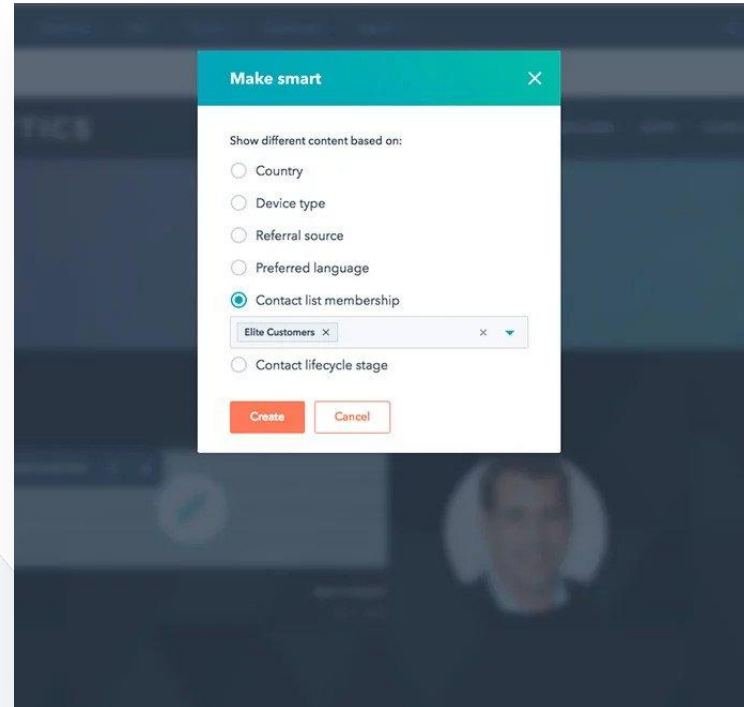 TICS
Make smart
Show different content based on:
Country
Device type
Referral source
Preferred language
Contact list membership
Elite Customers
Contact lifecycle stage
Create
Cancel